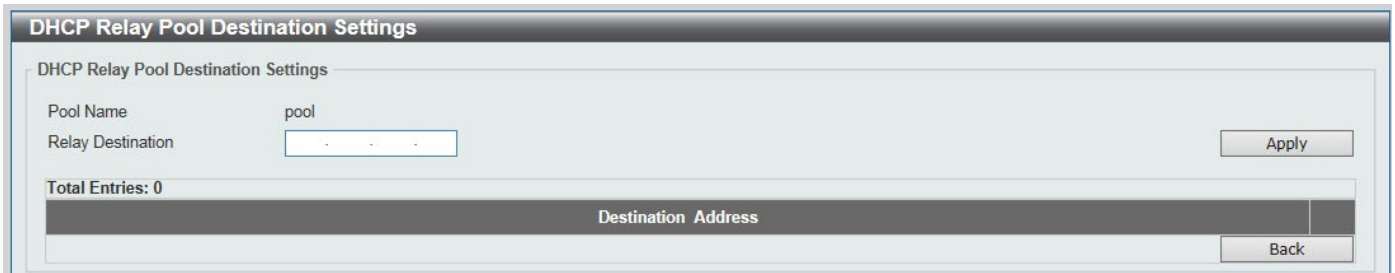 DHCP Relay Pool Destination Settings
DHCP Relay Pool Destination Settings
Pool Name pool
Relay Destination . . . Apply
Total Entries: 0
Destination Address
Back